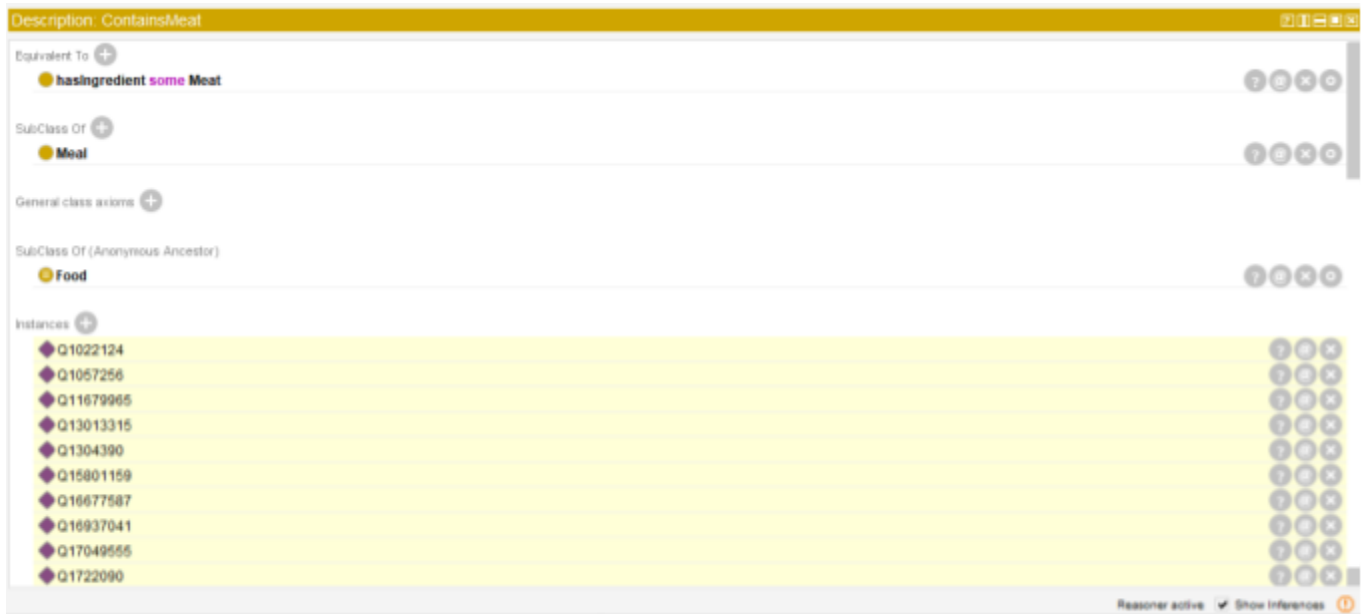 Description: ContainsMeat
Equivalent To
hasIngredient some Meat
SubClass Of
Meal
General class axioms
SubClass Of (Anonymous Ancestor)
Food
Instances
Q1022124
Q1057256
Q11679965
Q13013315
Q1304390
Q15801159
Q16677587
Q16937041
Q17049555
Q1722090
Reasoner active Show Inferences